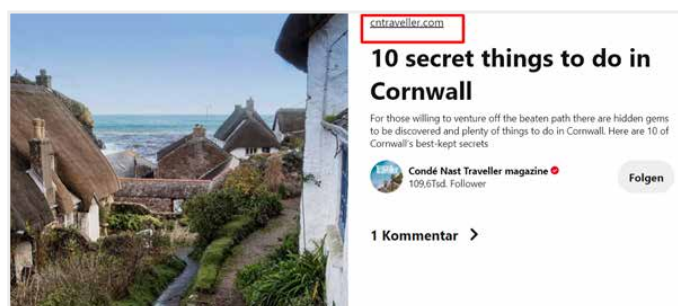 cntraveller.com
10 secret things to do in
Cornwall
For those willing to venture off the beaten path there are hidden gems
to be discovered and plenty of things to do in Cornwall. Here are 10 of
Cornwall's best-kept secrets
Condé Nast Traveller magazine
109,6Tsd. Follower
Folgen
1 Kommentar